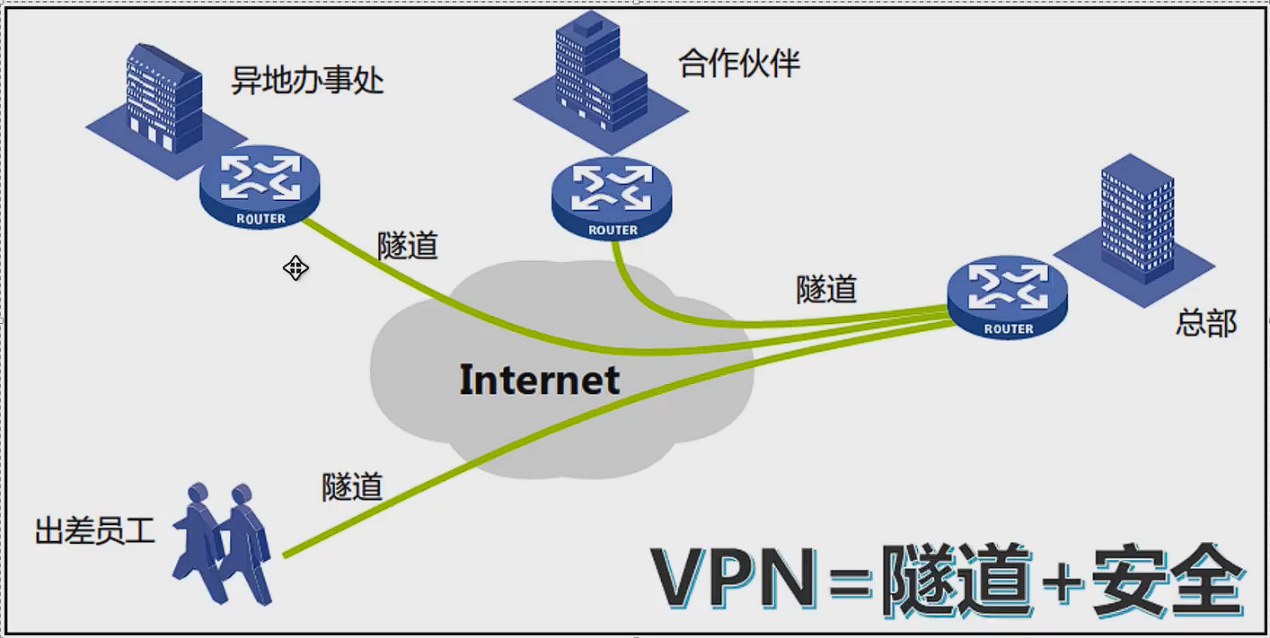 异地办事处
合作伙伴
ROUTER
ROUTER
隧道
隧道
ROUTER
总部
Internet
隧道
出差员工
VPN=隧道+安全